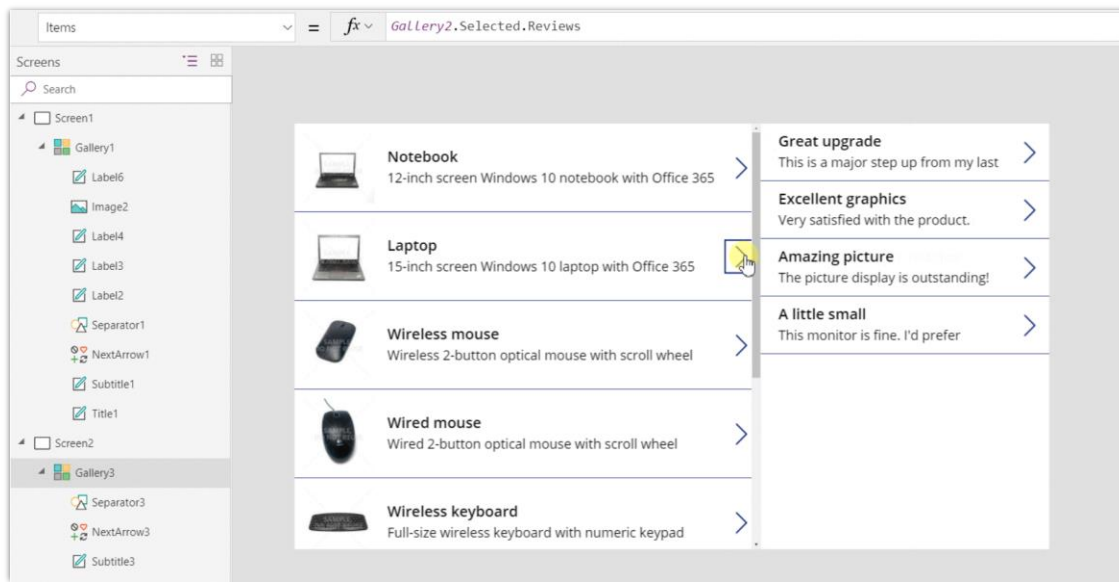 Items
=
fx
Gallery2.Selected.Reviews
Screens
Search
Screen1
Gallery1
Label6
Image2
Label4
Label3
Label2
Separator1
NextArrow1
Subtitle1
Title1
Screen2
Gallery3
Separator3
NextArrow3
Subtitle3
Notebook
12-inch screen Windows 10 notebook with Office 365
Laptop
15-inch screen Windows 10 laptop with Office 365
Wireless mouse
Wireless 2-button optical mouse with scroll wheel
Wired mouse
Wired 2-button optical mouse with scroll wheel
Wireless keyboard
Full-size wireless keyboard with numeric keypad
Great upgrade
This is a major step up from my last
Excellent graphics
Very satisfied with the product.
Amazing picture
The picture display is outstanding!
A little small
This monitor is fine. I'd prefer